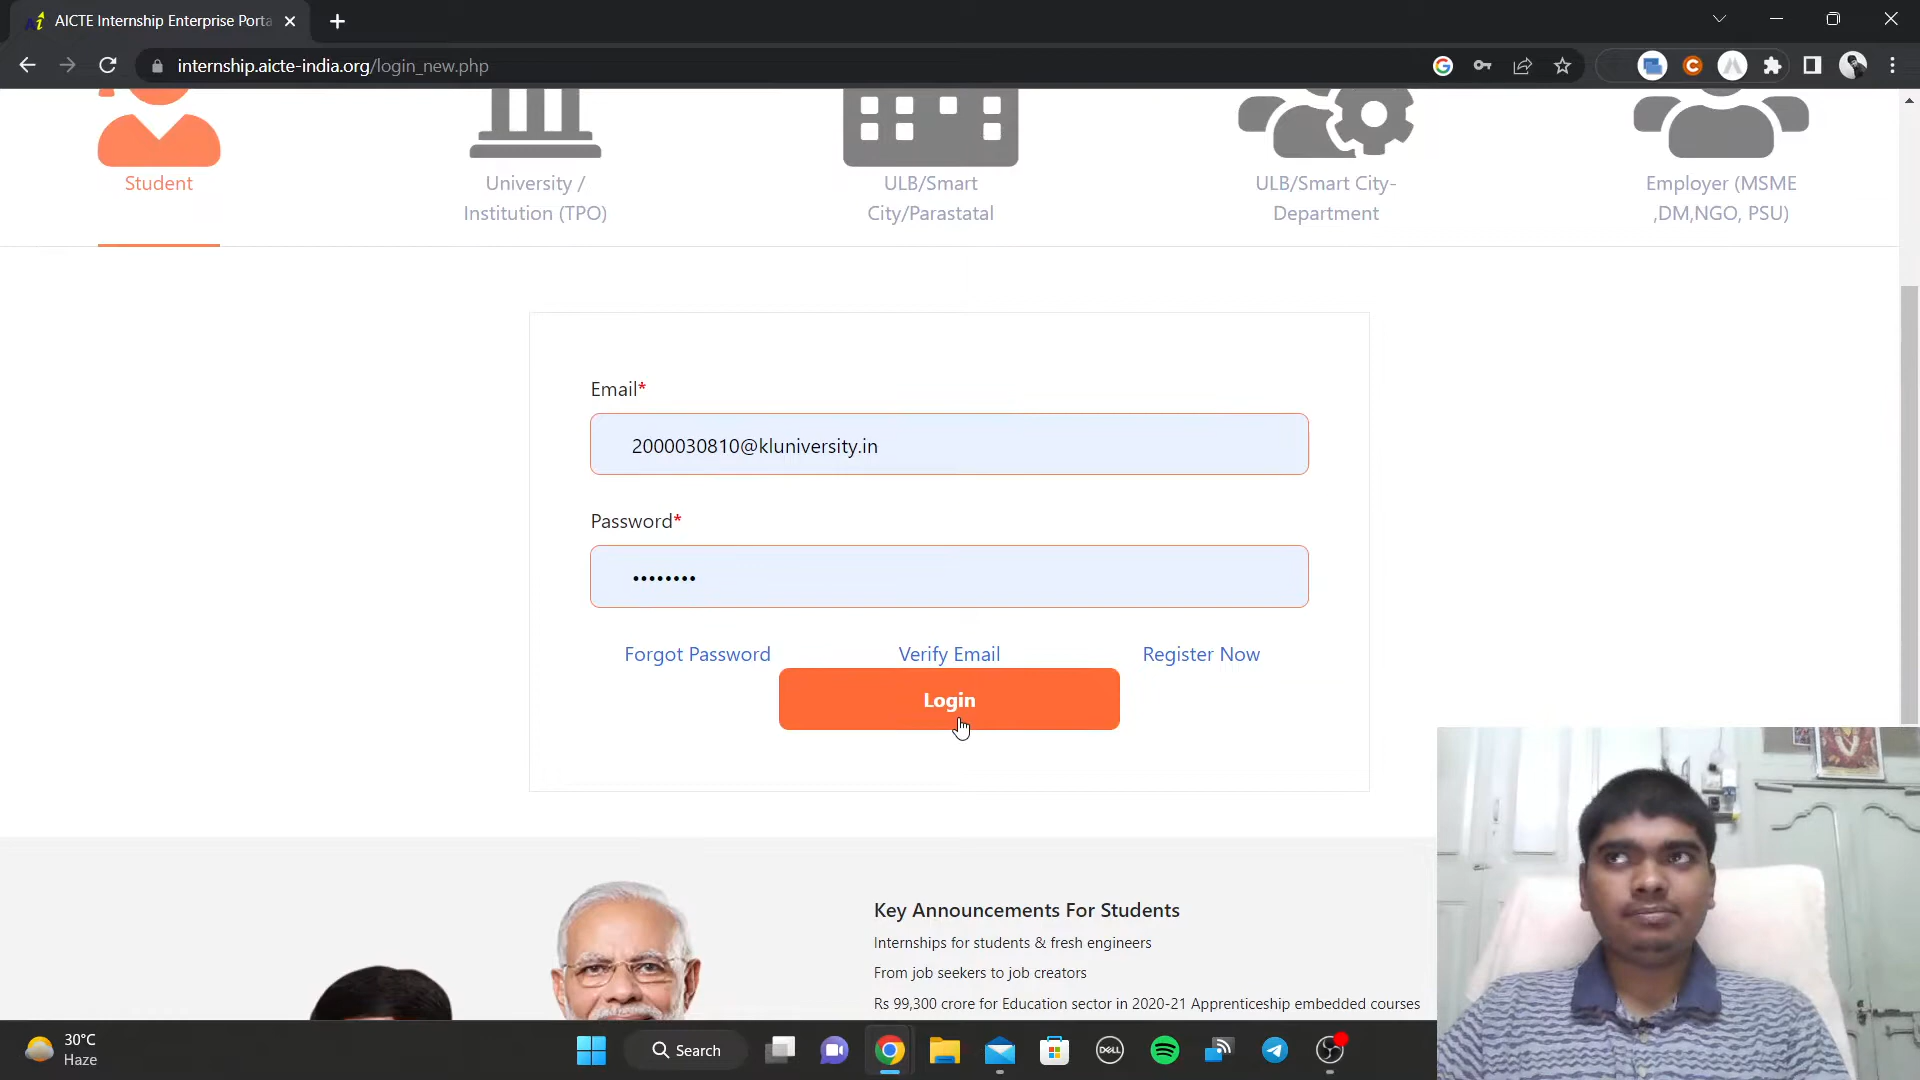 AICTE Internship Enterprise Porta
internship.aicte-india.org/login_new.php
Student
University /
Institution (TPO)
ULB/Smart
City/Parastatal
ULB/Smart City-
Department
Employer (MSME
,DM,NGO, PSU)
Email*
2000030810@kluniversity.in
Password*
••••••••
Forgot Password
Verify Email
Register Now
Login
Key Announcements For Students
Internships for students & fresh engineers
From job seekers to job creators
Rs 99,300 crore for Education sector in 2020-21 Apprenticeship embedded courses
30°C
Haze
Search
DELL